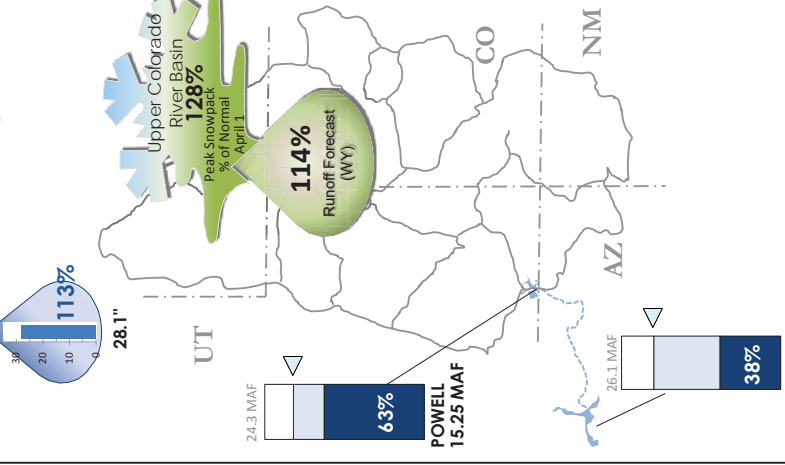 Upper Colorado
River Basin
128%
Peak Snowpack
% of Normal
April 1
114%
Runoff Forecast
(WY)
113%
30
20
10
0
28.1"
UT
CO
NM
AZ
24.3 MAF
63%
POWELL
15.25 MAF
26.1 MAF
38%